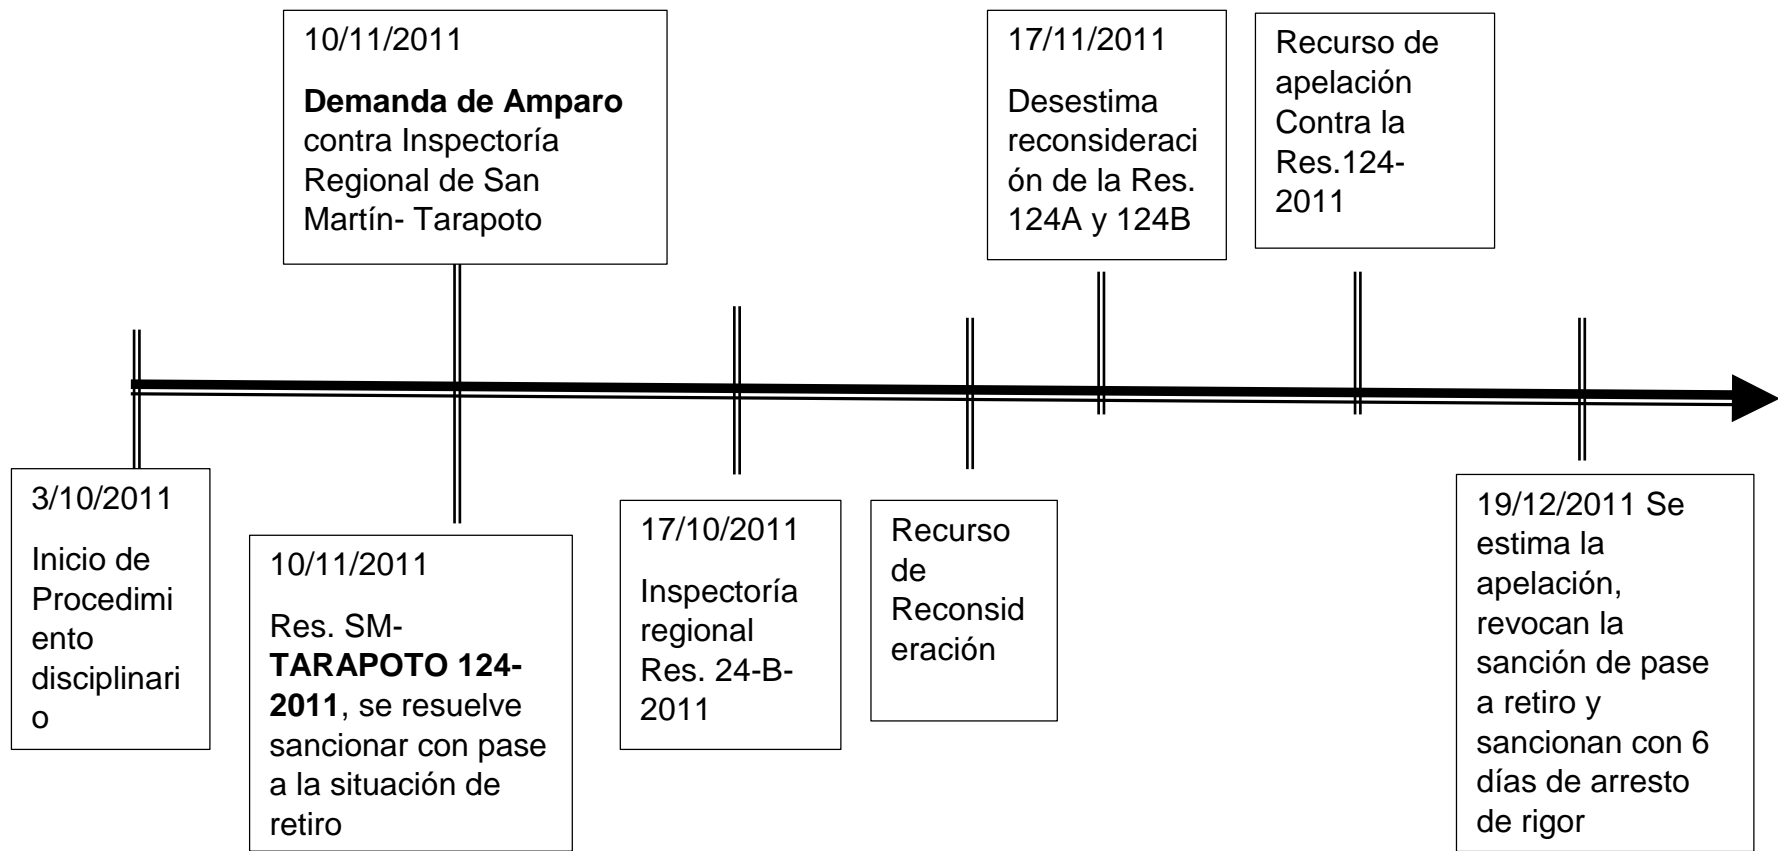 10/11/2011
Demanda de Amparo
contra Inspectoría
Regional de San
Martín- Tarapoto
17/11/2011
Desestima
reconsideraci
ón de la Res.
124A y 124B
Recurso de
apelación
Contra la
Res.124-
2011
3/10/2011
Inicio de
Procedimi
ento
disciplinari
o
10/11/2011
Res. SM-
TARAPOTO 124-
2011, se resuelve
sancionar con pase
a la situación de
retiro
17/10/2011
Inspectoría
regional
Res. 24-B-
2011
Recurso
de
Reconsid
eración
19/12/2011 Se
estima la
apelación,
revocan la
sanción de pase
a retiro y
sancionan con 6
días de arresto
de rigor